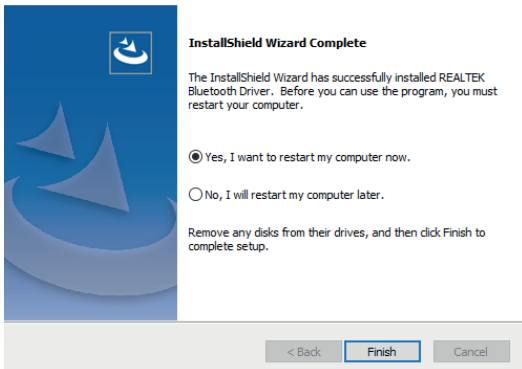 InstallShield Wizard Complete
The InstallShield Wizard has successfully installed REALTEK
Bluetooth Driver.  Before you can use the program, you must
restart your computer.
Yes, I want to restart my computer now.
No, I will restart my computer later.
Remove any disks from their drives, and then click Finish to
complete setup.
< Back
Finish
Cancel